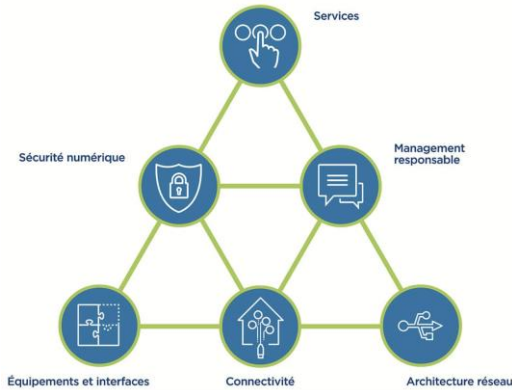 Services
Sécurité numérique
Management
responsable
Équipements et interfaces
Connectivité
Architecture réseau